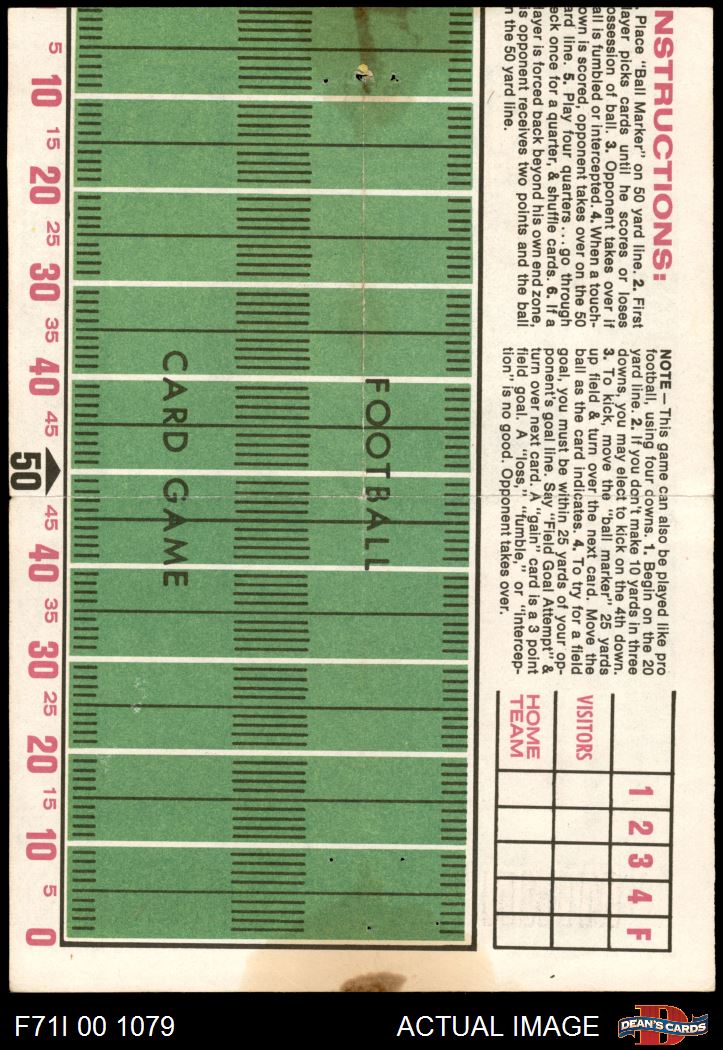 INSTRUCTIONS:
. Place "Ball Marker" on 50 yard line. 2. First
layer picks cards until he scores or loses
ossession of ball. 3. Opponent takes over if
all is fumbled or intercepted. 4. When a touch-
own is scored, opponent takes over on the 50
ard line. 5. Play four quarters ... go through
eck once for a quarter, & shuffle cards. 6. If a
layer is forced back beyond his own end zone,
is opponent receives two points and the ball
n the 50 yard line.
NOTE — This game can also be played like pro
football, using four downs. 1. Begin on the 20
yard line. 2. If you don't make 10 yards in three
downs, you may elect to kick on the 4th down.
3. To kick, move the "ball marker" 25 yards
up field & turn over the next card. Move the
ball as the card indicates. 4. To try for a field
goal, you must be within 25 yards of your op-
ponent's goal line. Say "Field Goal Attempt" &
turn over next card. A "gain" card is a 3 point
field goal. A "loss," "fumble," or "intercep-
tion" is no good. Opponent takes over.
1 2 3 4 F
VISITORS
HOME
TEAM
FOOTBALL
CARD GAME
5 10 15 20 25 30 35 40 45 50 45 40 35 30 25 20 15 10 5 0
F71I 00 1079
ACTUAL IMAGE
D
DEAN'S CARDS